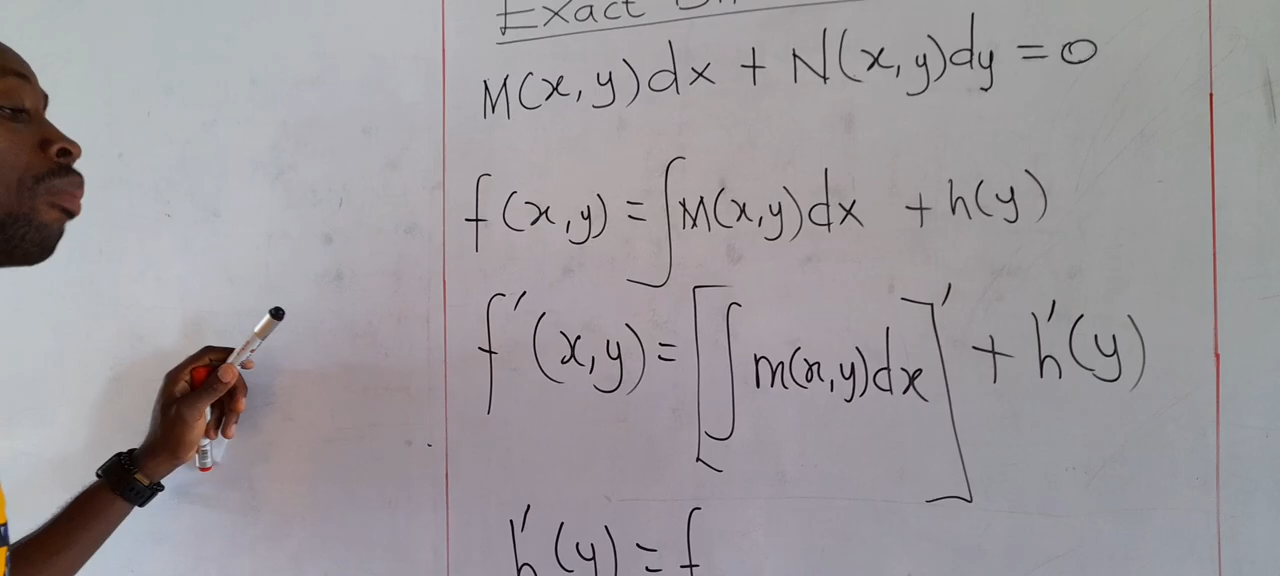 Exact
M(x,y)dx + N(x,y)dy = 0
f(x,y) = ∫M(x,y)dx + h(y)
f'(x,y) = [∫m(x,y)dx]' + h'(y)
h'(y) = f